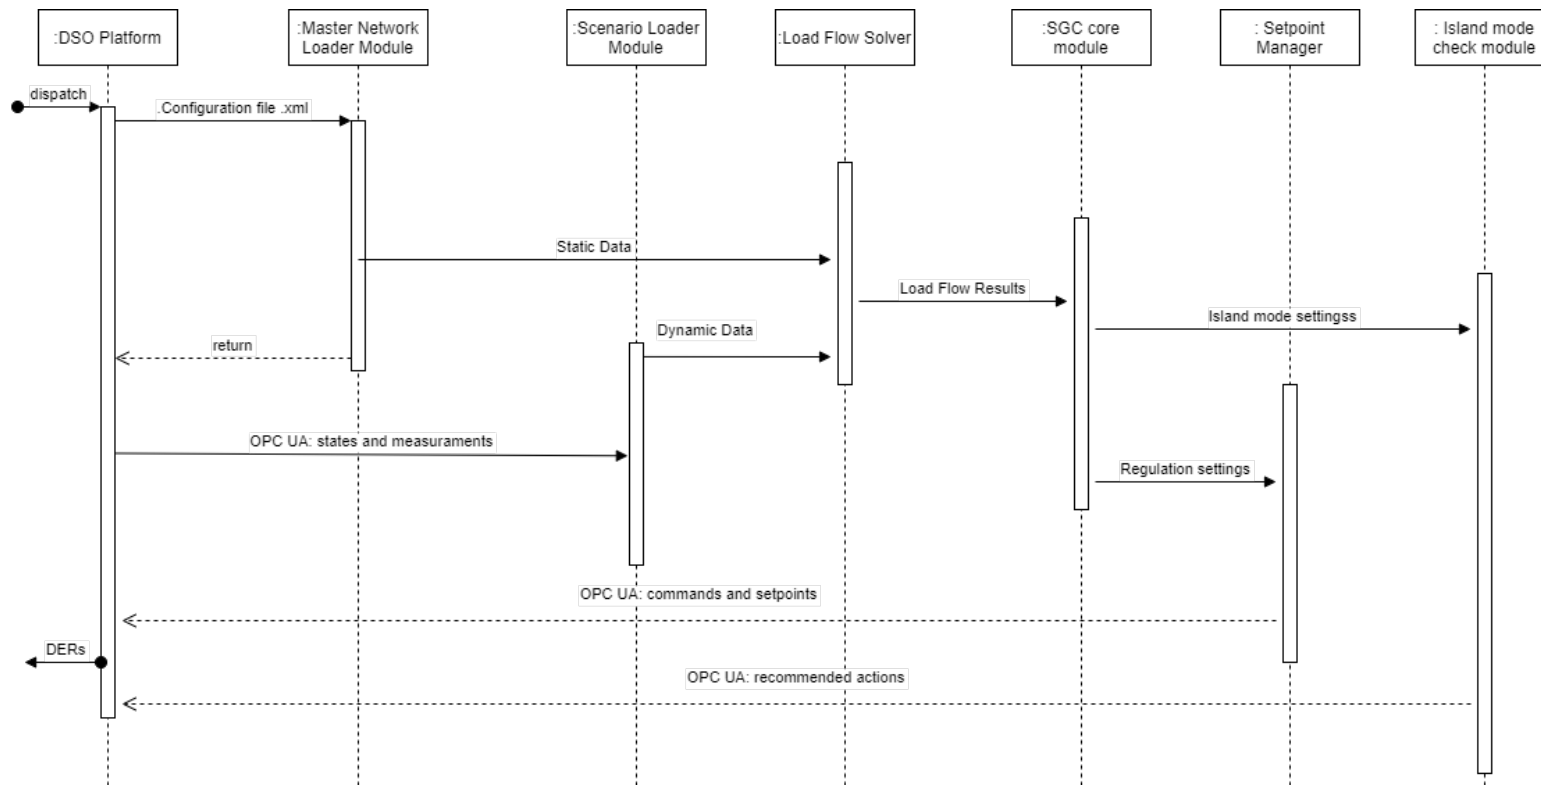 :DSO Platform
:Master Network
Loader Module
:Scenario Loader
Module
:Load Flow Solver
:SGC core
module
: Setpoint
Manager
: Island mode
check module
dispatch
.Configuration file .xml
Static Data
Load Flow Results
Island mode settingss
Dynamic Data
return
OPC UA: states and measuraments
Regulation settings
OPC UA: commands and setpoints
DERs
OPC UA: recommended actions